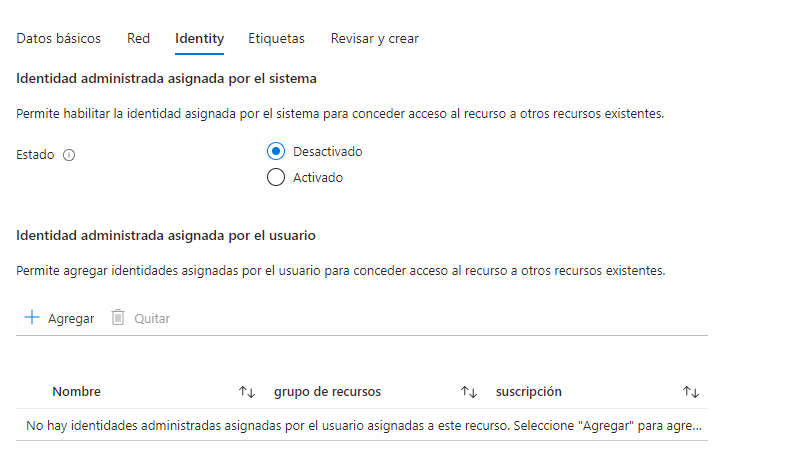 Datos básicos Red Identity Etiquetas Revisar y crear
Identidad administrada asignada por el sistema
Permite habilitar la identidad asignada por el sistema para conceder acceso al recurso a otros recursos existentes.
Estado Desactivado
Activado
Identidad administrada asignada por el usuario
Permite agregar identidades asignadas por el usuario para conceder acceso al recurso a otros recursos existentes.
Agregar Quitar
Nombre grupo de recursos suscripción
No hay identidades administradas asignadas por el usuario asignadas a este recurso. Seleccione "Agregar" para agre...